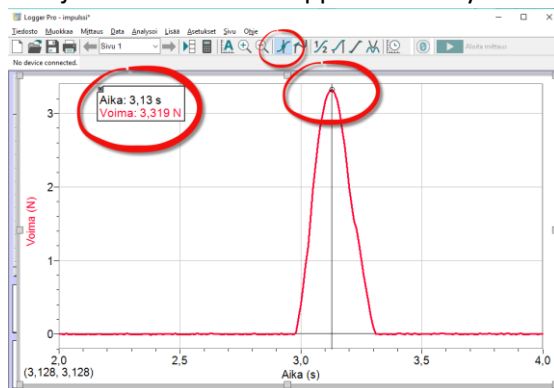 Logger Pro - impulssi*
Tiedosto Muokkaa Mittaus Data Analysoi Lisää Asetukset Sivu Ohje
Sivu 1
Aloita mittaus
No device connected.
Aika: 3,13 s
Voima: 3,319 N
3
2
1
0
Voima (N)
2,0
2,5
3,0
3,5
4,0
(3,128, 3,128)
Aika (s)